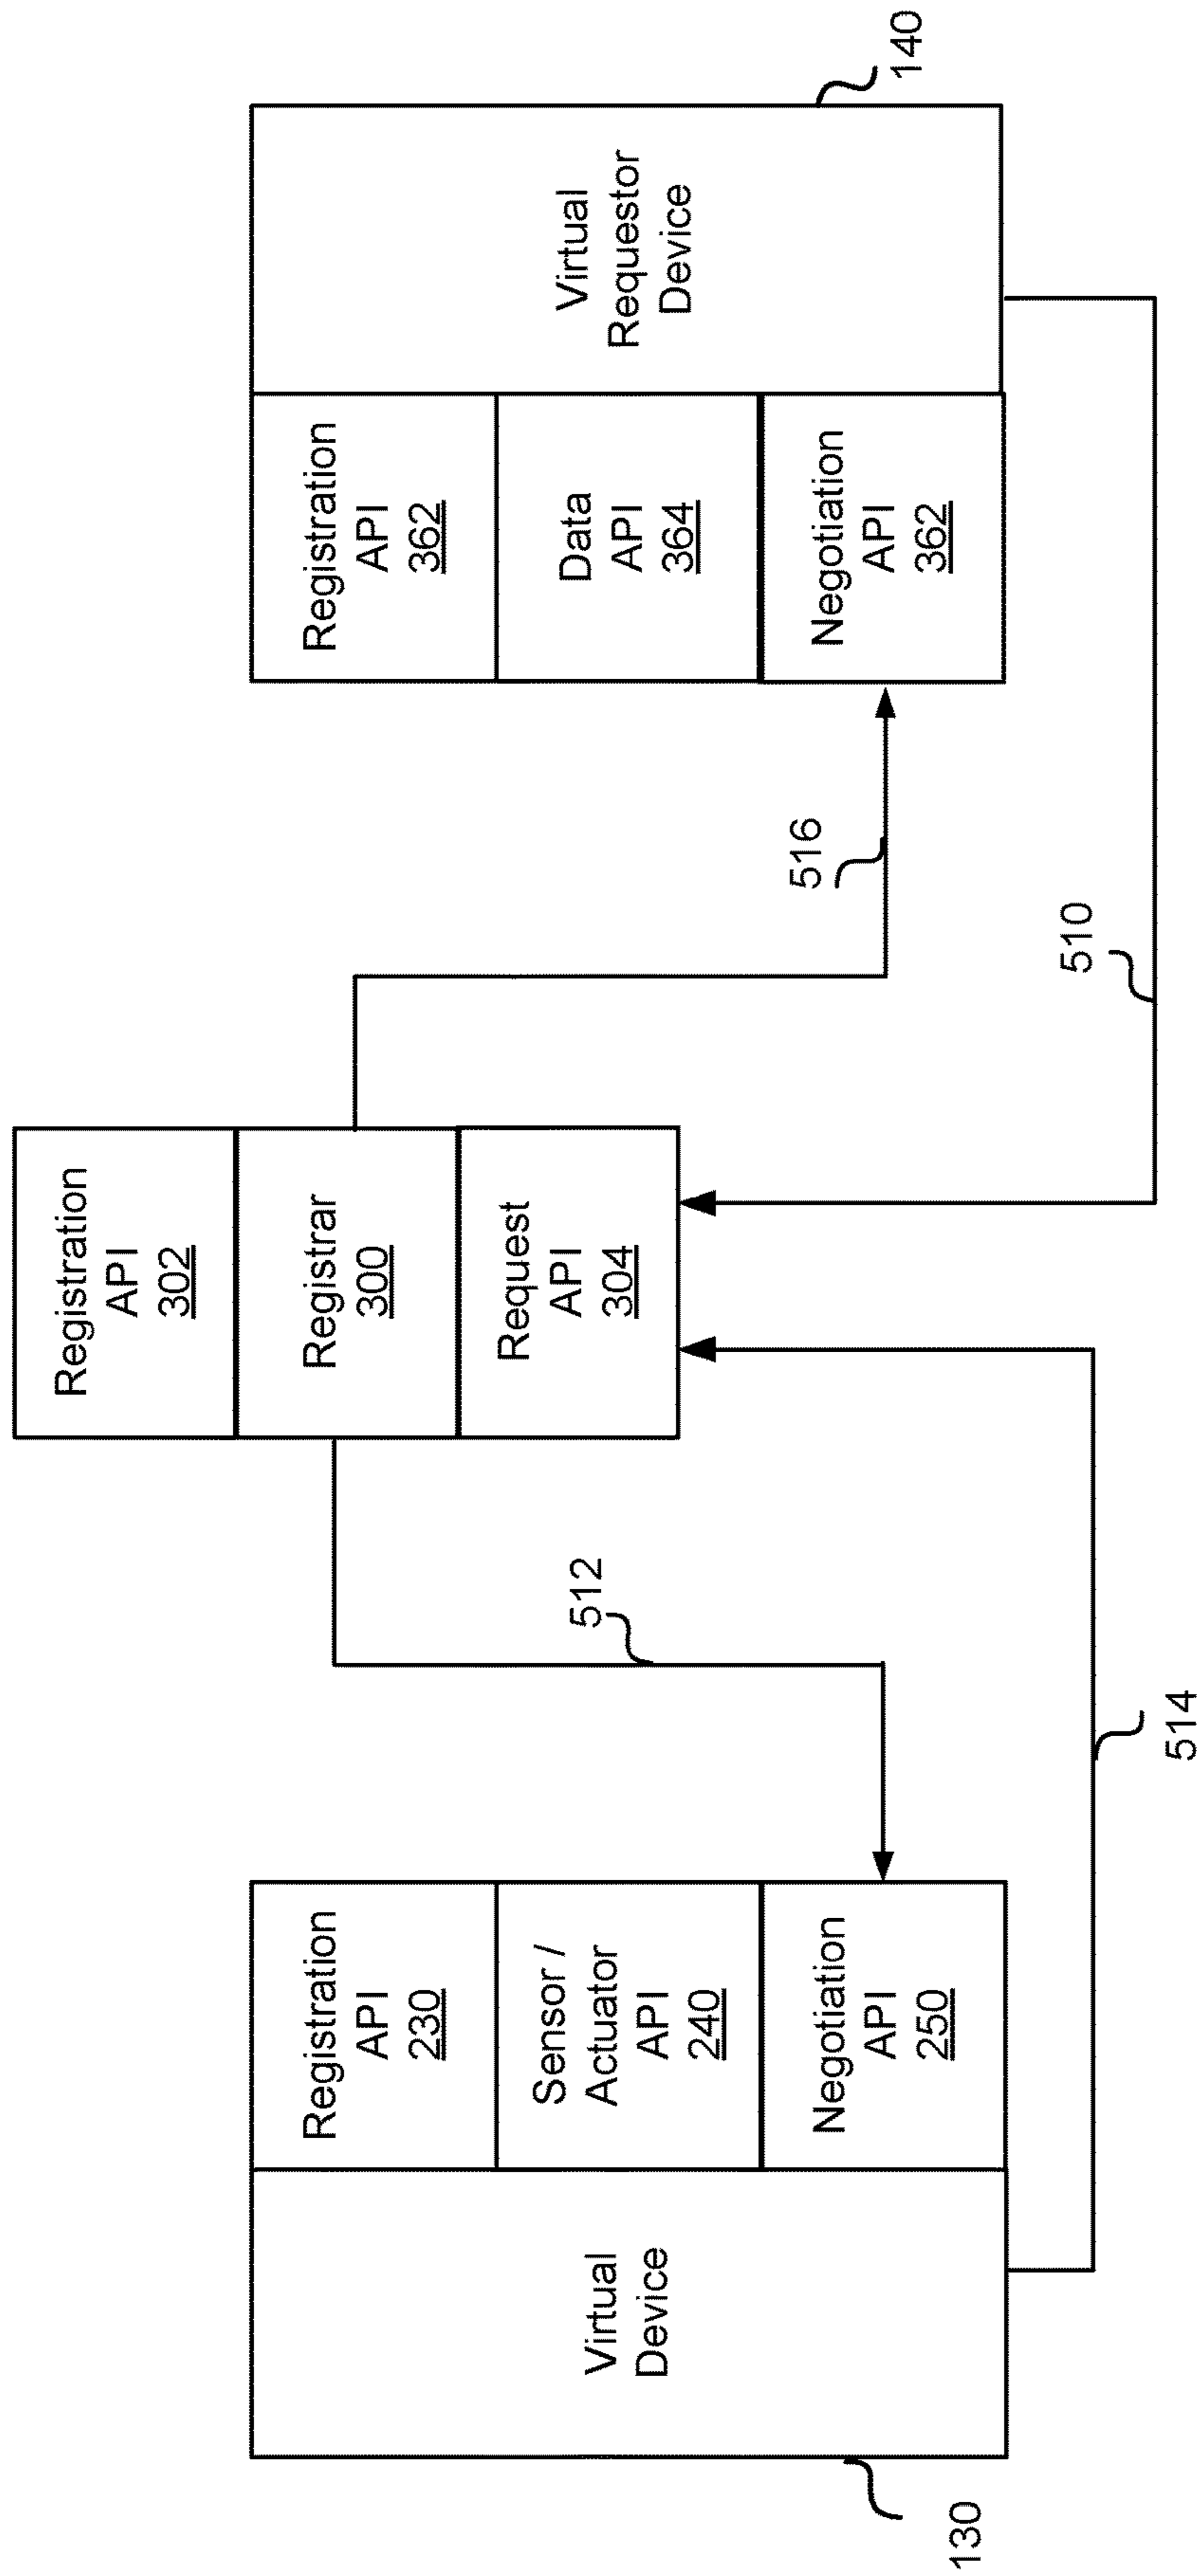 Registration
API
302
Registrar
300
Request
API
304
Virtual
Device
Registration
API
230
Sensor /
Actuator
API
240
Negotiation
API
250
130
512
514
Registration
API
362
Data
API
364
Negotiation
API
362
Virtual
Requestor
Device
140
516
510